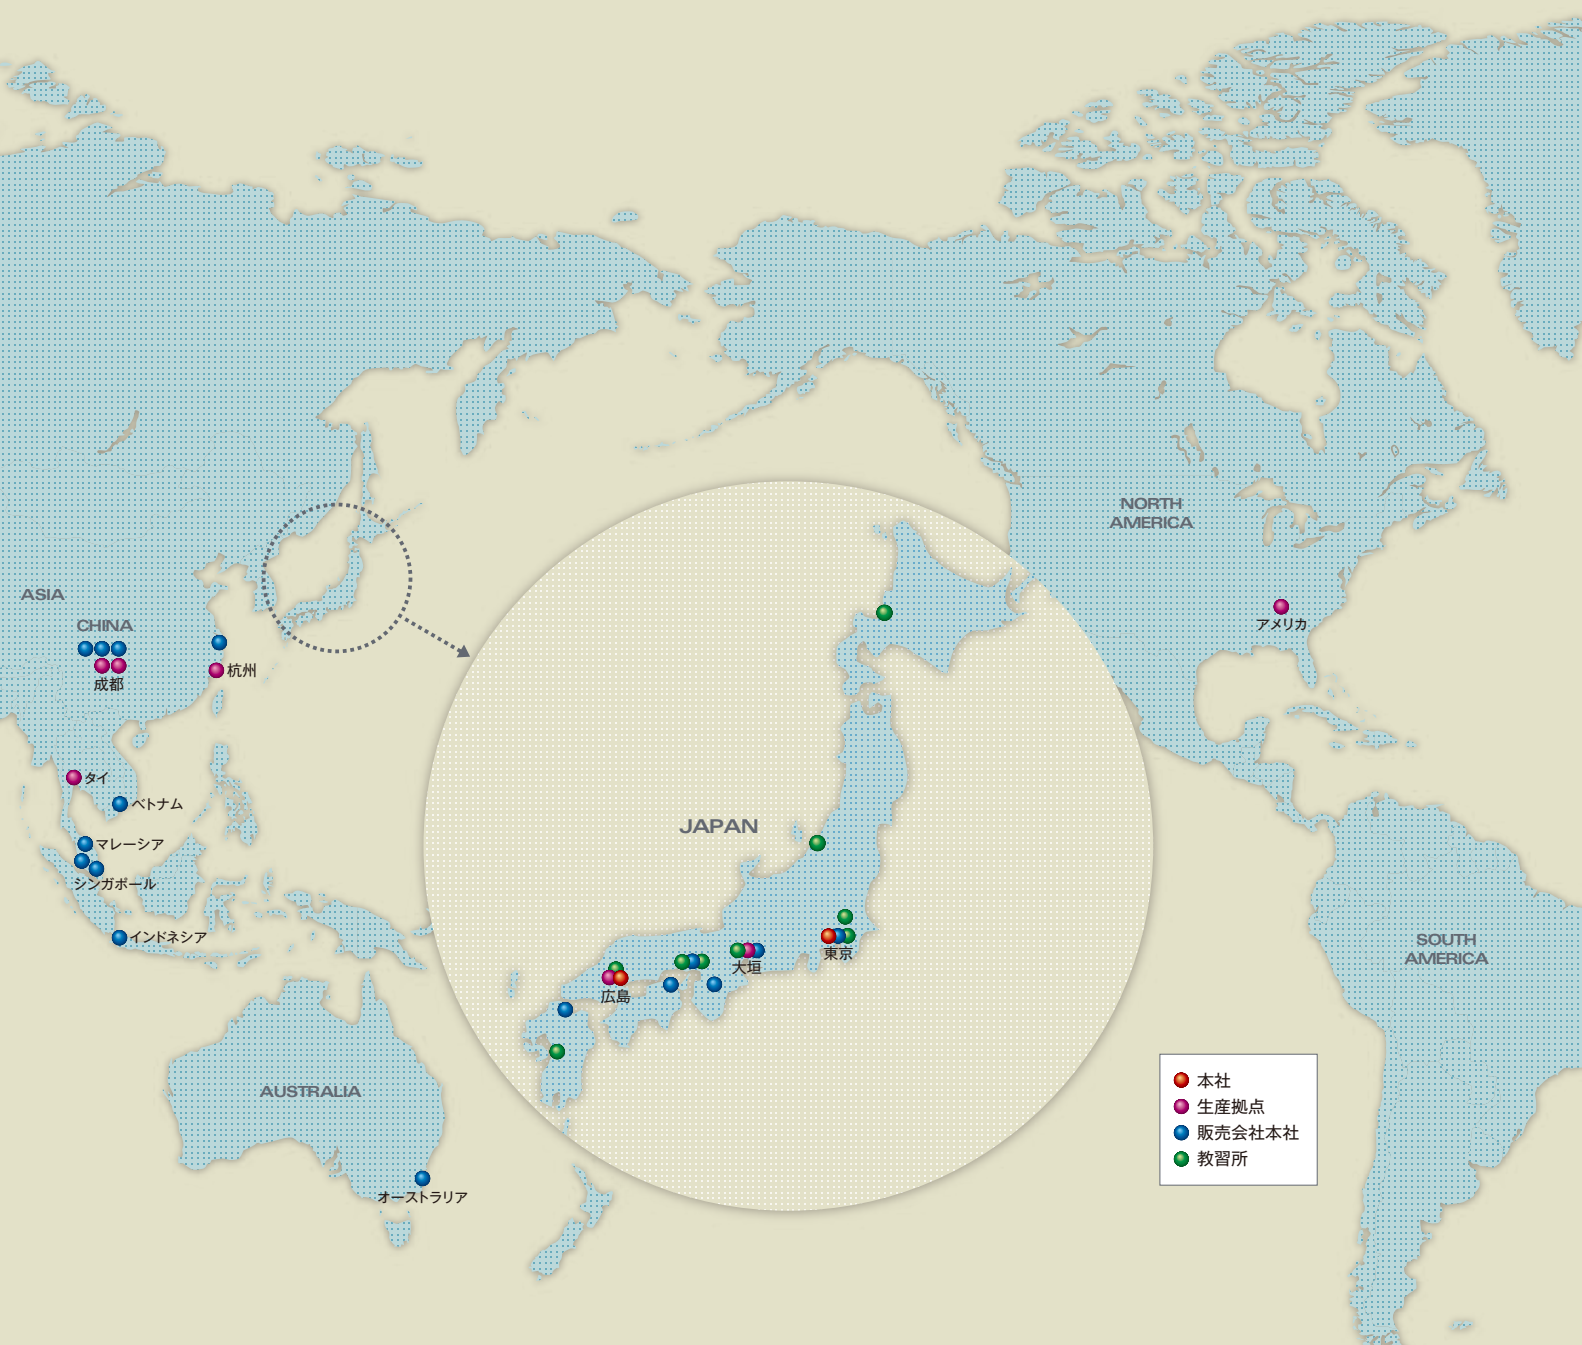 NORTH
AMERICA
ASIA
CHINA
アメリカ
成都
杭州
タイ
ベトナム
JAPAN
マレーシア
シンガポール
インドネシア
東京
大垣
広島
SOUTH
AMERICA
AUSTRALIA
オーストラリア
本社
生産拠点
販売会社本社
教習所